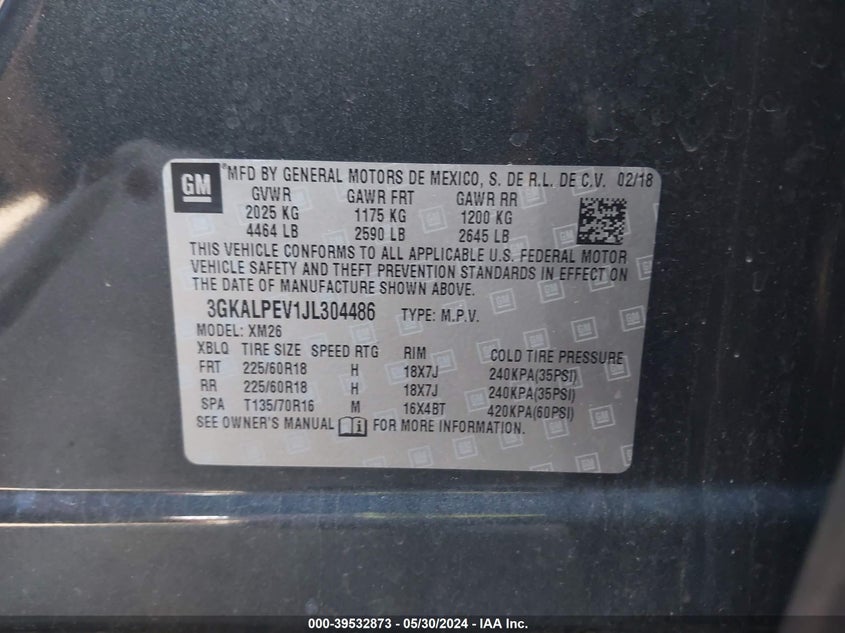 GM
®MFD BY GENERAL MOTORS DE MEXICO, S. DE R.L. DE C.V. 02/18
GVWR GAWR FRT GAWR RR
2025 KG 1175 KG 1200 KG
4464 LB 2590 LB 2645 LB
THIS VEHICLE CONFORMS TO ALL APPLICABLE U.S. FEDERAL MOTOR
VEHICLE SAFETY AND THEFT PREVENTION STANDARDS IN EFFECT ON
THE DATE OF MANUFACTURE SHOWN ABOVE.
3GKALPEV1JL304486 TYPE: M.P.V.
MODEL: XM26
XBLQ TIRE SIZE SPEED RTG RIM COLD TIRE PRESSURE
FRT 225/60R18 H 18X7J 240KPA(35PSI)
RR 225/60R18 H 18X7J 240KPA(35PSI)
SPA T135/70R16 M 16X4BT 420KPA(60PSI)
SEE OWNER'S MANUAL FOR MORE INFORMATION.
000-39532873 - 05/30/2024 - IAA Inc.